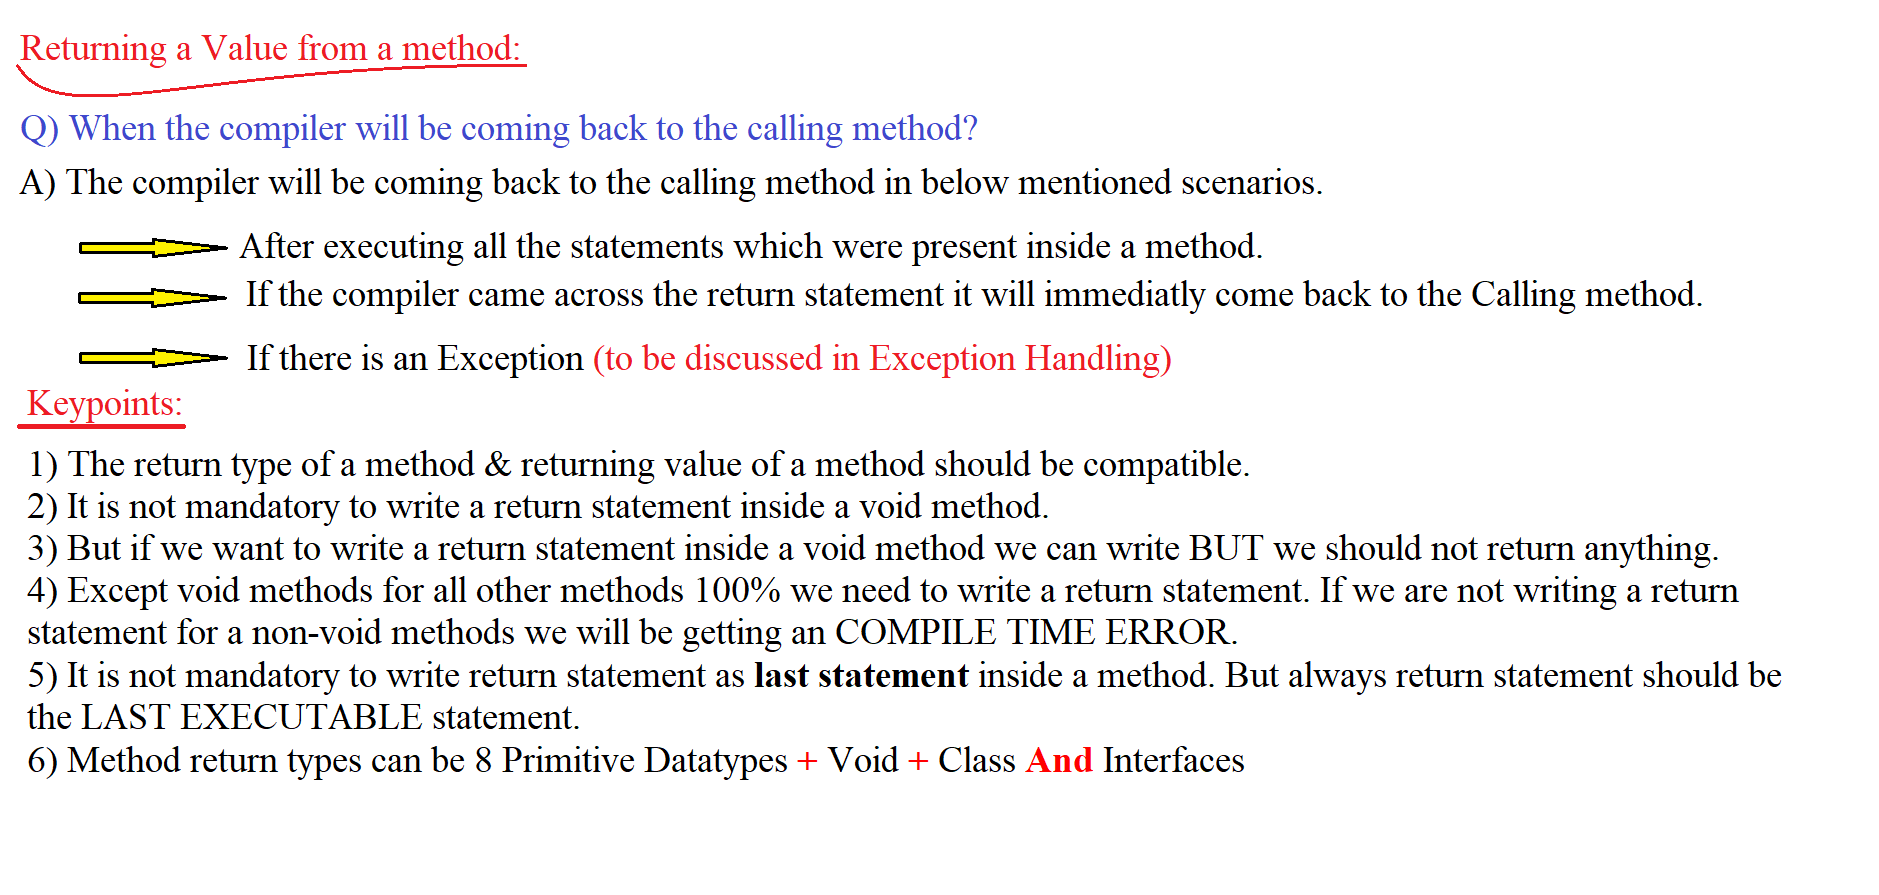 Returning a Value from a method:
Q) When the compiler will be coming back to the calling method?
A) The compiler will be coming back to the calling method in below mentioned scenarios.
After executing all the statements which were present inside a method.
If the compiler came across the return statement it will immediatly come back to the Calling method.
If there is an Exception (to be discussed in Exception Handling)
Keypoints:
1) The return type of a method & returning value of a method should be compatible.
2) It is not mandatory to write a return statement inside a void method.
3) But if we want to write a return statement inside a void method we can write BUT we should not return anything.
4) Except void methods for all other methods 100% we need to write a return statement. If we are not writing a return
statement for a non-void methods we will be getting an COMPILE TIME ERROR.
5) It is not mandatory to write return statement as last statement inside a method. But always return statement should be
the LAST EXECUTABLE statement.
6) Method return types can be 8 Primitive Datatypes + Void + Class And Interfaces